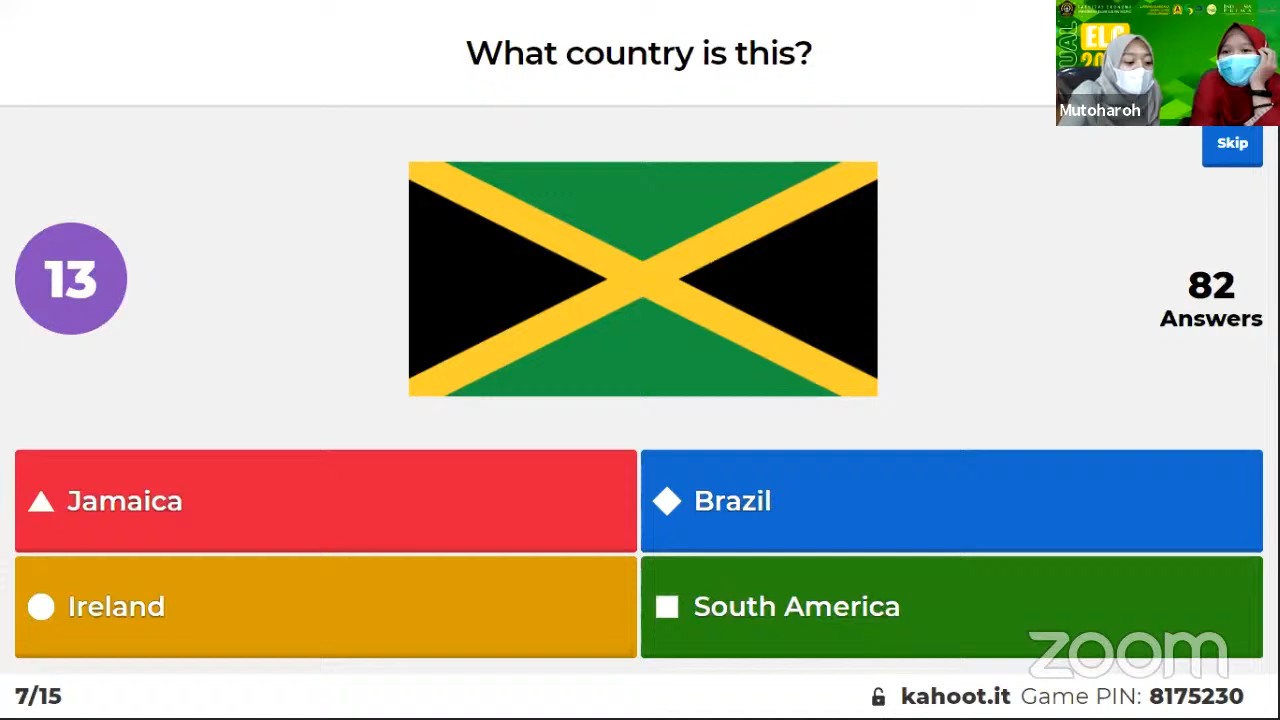 What country is this?
ELC
Mutoharoh
Skip
13
82
Answers
Jamaica
Brazil
Ireland
South America
zoom
7/15
kahoot.it Game PIN: 8175230